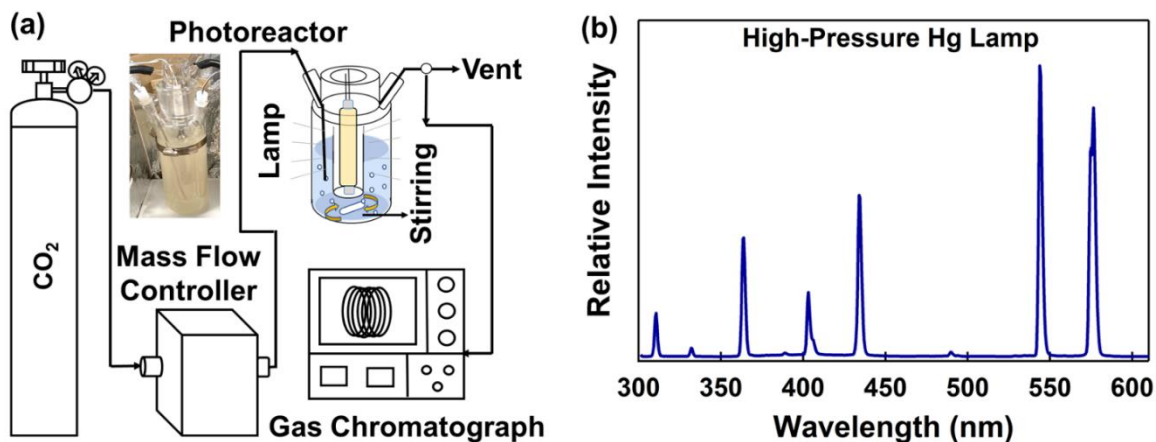 (a)
Photoreactor
Vent
Lamp
Stirring
CO₂
Mass Flow
Controller
Gas Chromatograph
(b)
High-Pressure Hg Lamp
Relative Intensity
300 350 400 450 500 550 600
Wavelength (nm)